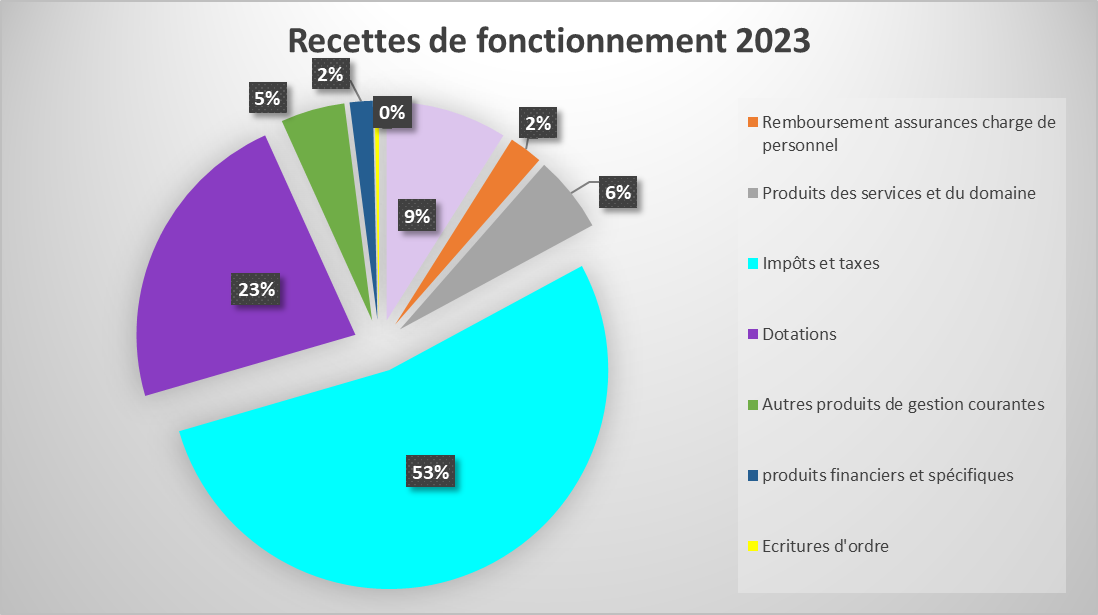 Recettes de fonctionnement 2023
2%
5%
0%
2%
6%
9%
23%
53%
Remboursement assurances charge de
personnel
Produits des services et du domaine
Impôts et taxes
Dotations
Autres produits de gestion courantes
produits financiers et spécifiques
Ecritures d'ordre